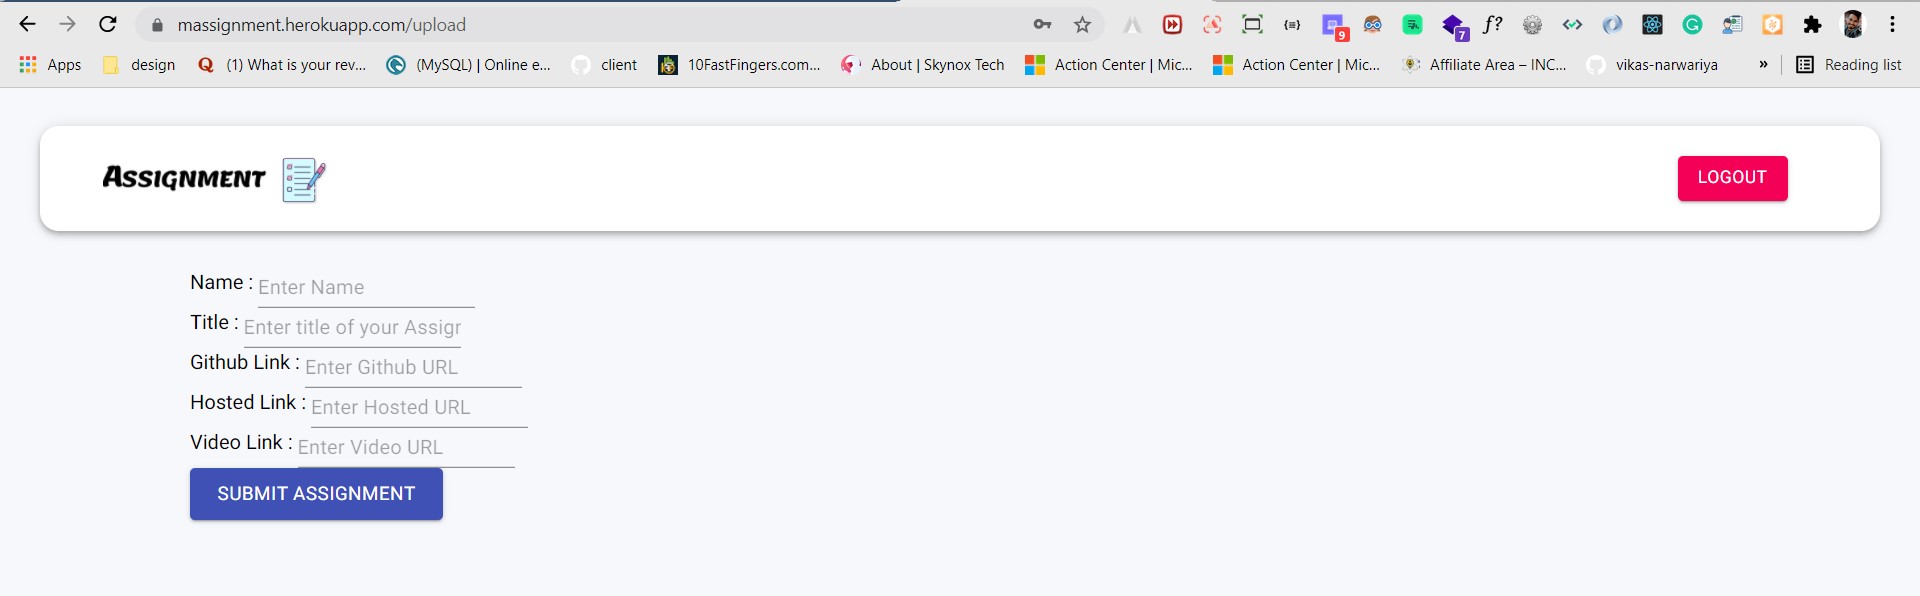 massignment.herokuapp.com/upload
{≡} 9 7 f?
Apps design (1) What is your rev... (MySQL) | Online e... client 10FastFingers.com... About | Skynox Tech Action Center | Mic... Action Center | Mic... Affiliate Area – INC... vikas-narwariya » Reading list
Assignment LOGOUT
Name : Enter Name
Title : Enter title of your Assigr
Github Link : Enter Github URL
Hosted Link : Enter Hosted URL
Video Link : Enter Video URL
SUBMIT ASSIGNMENT